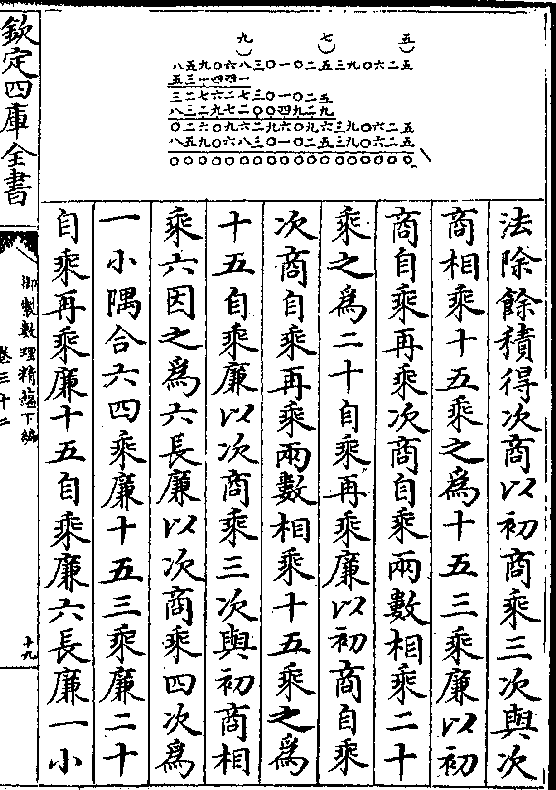 九　七　五
八五九〇六八三〇一〇二五三九〇六二五
五三一四四一
三二七六二七三〇一〇二五
八三二九七二〇〇四九二九
〇二六〇九六二九六〇九六三九〇六二五
八五九〇六八三〇一〇二五三九〇六二五
〇〇〇〇〇〇〇〇〇〇〇〇〇〇〇〇〇〇
法除餘積得次商以初商乘三次與次
商相乘十五乘之為十五三乘廉以初
商自乘再乘次商自乘兩數相乘二十
乘之為二十自乘再乘廉以初商自乘
次商自乘再乘兩數相乘十五乘之為
十五自乘廉以次商乘三次與初商相
乘六因之為六長廉以次商乘四次為
一小隅合六四乘廉十五三乘廉二十
自乘再乘廉十五自乘廉六長廉一小
欽定四庫全書
御製數理精蘊下編
卷三十二
十九